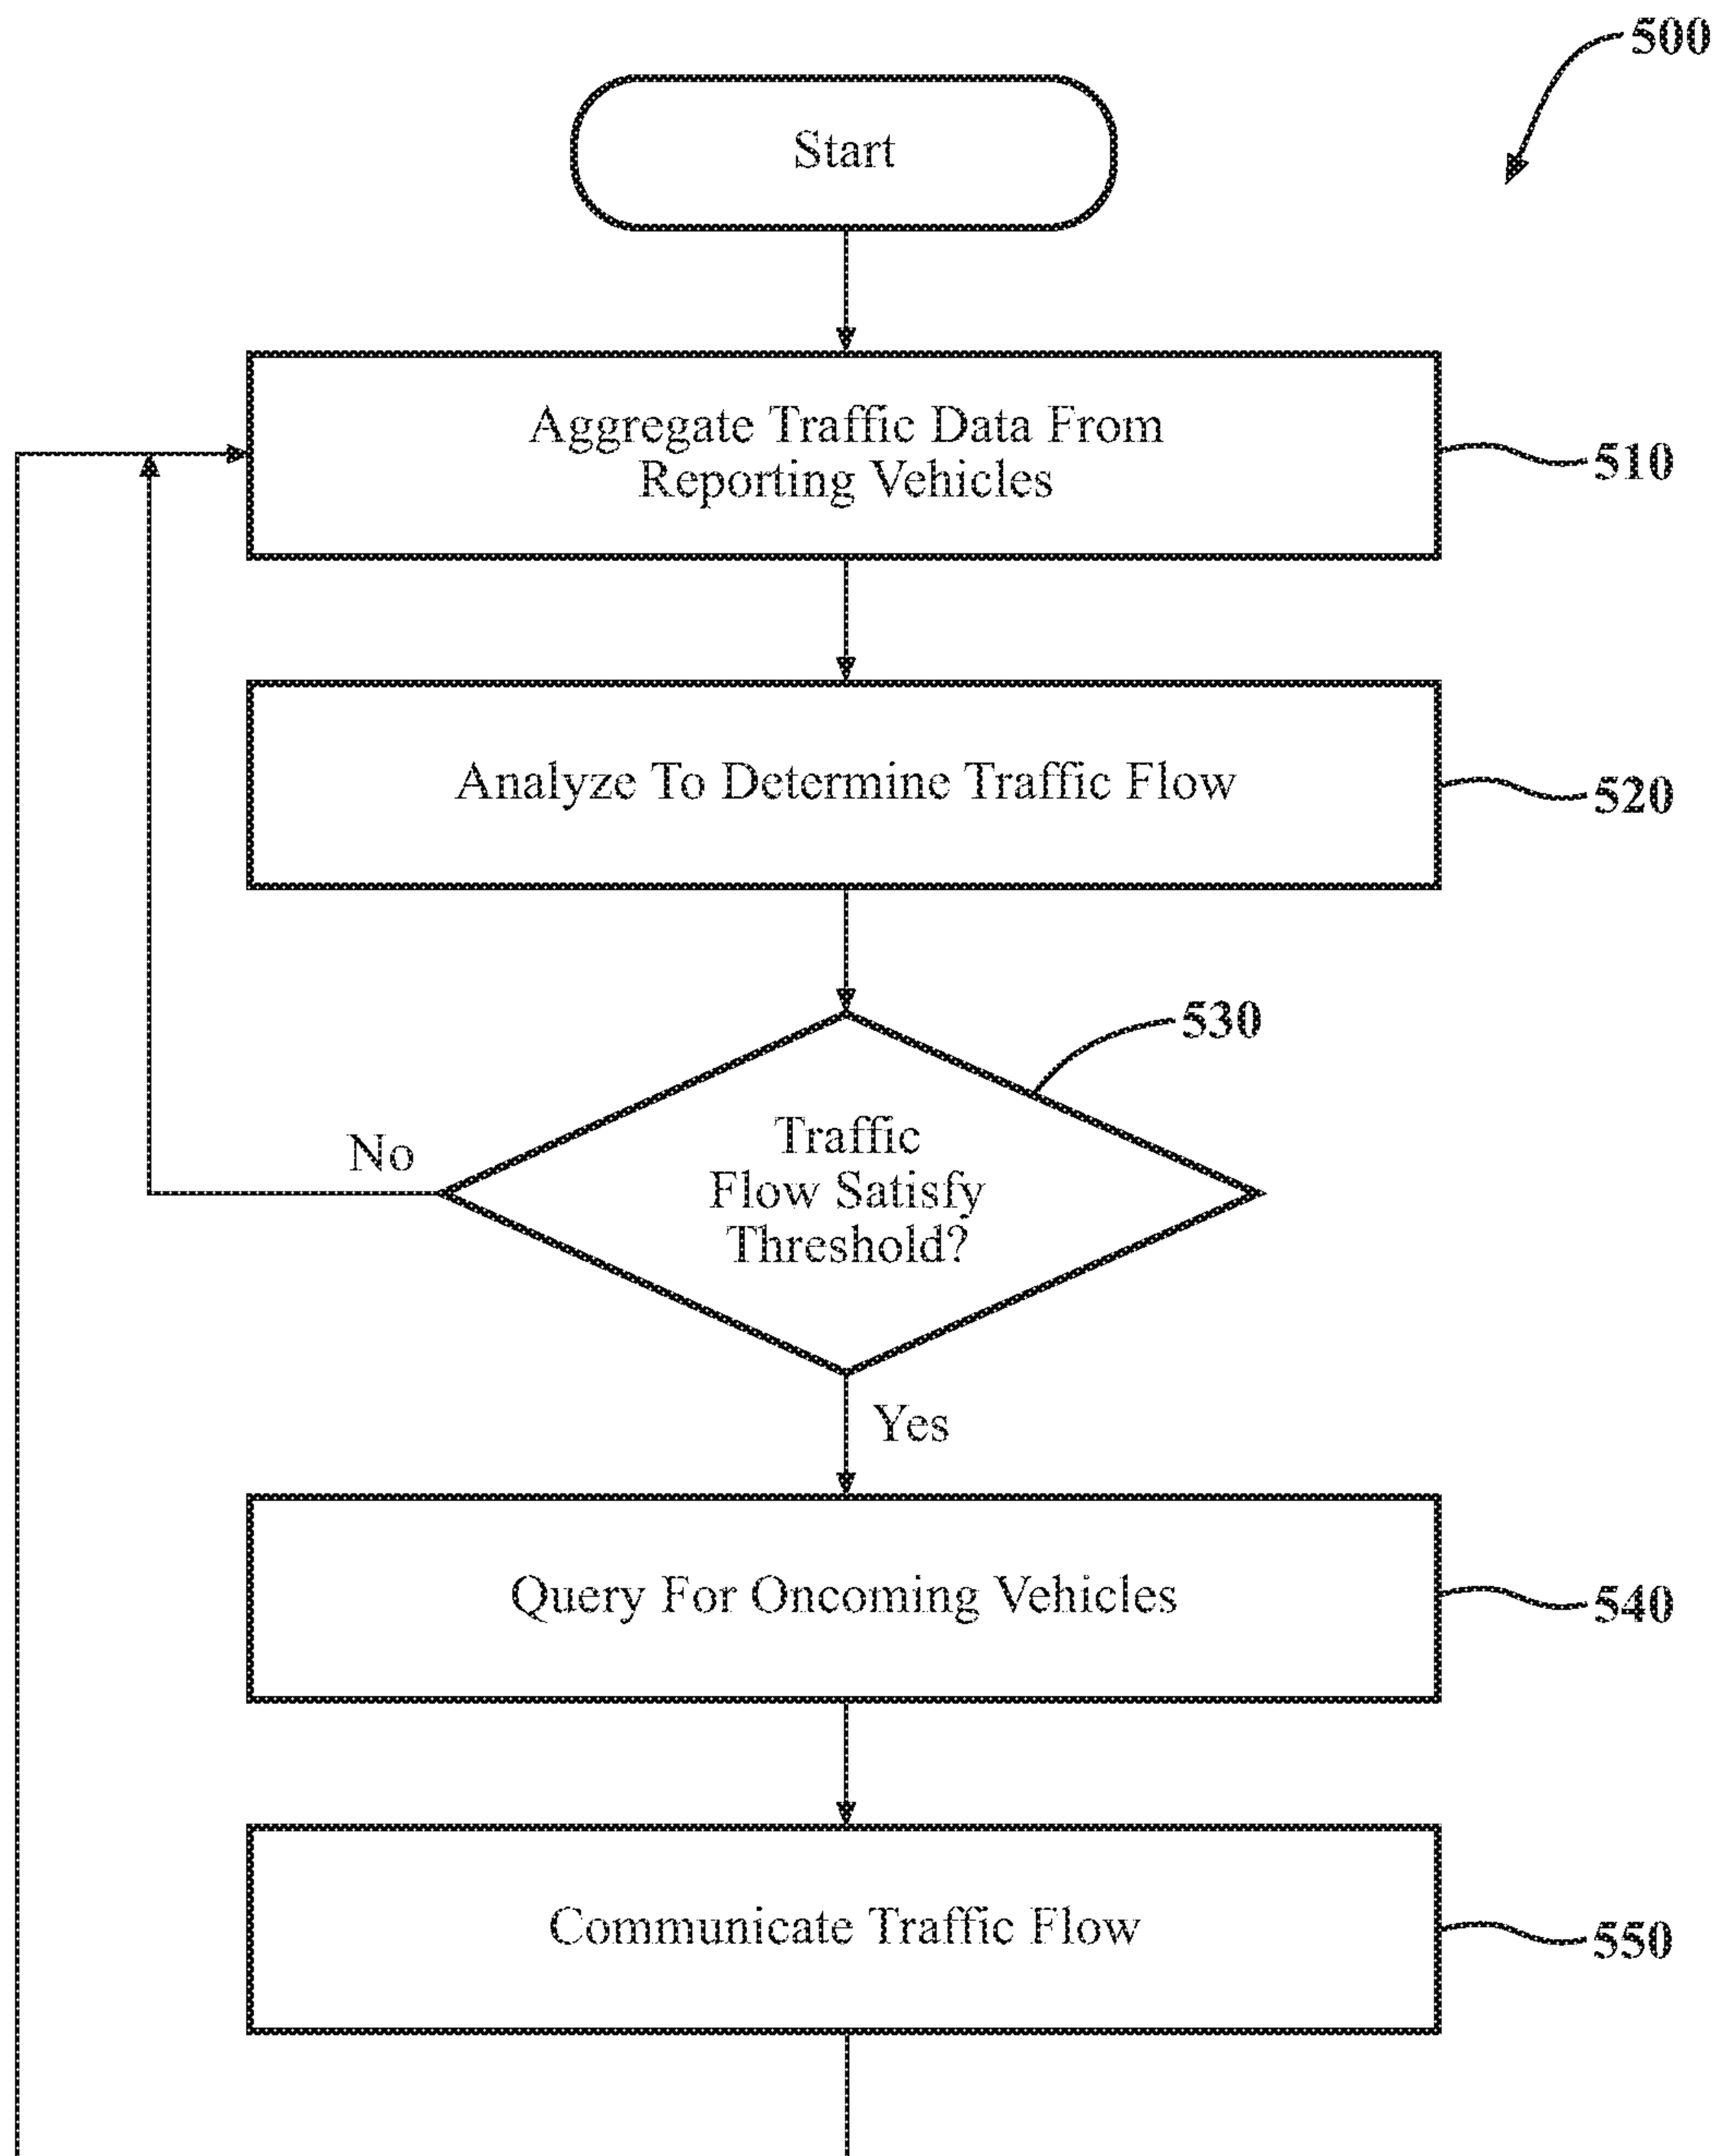 500
Start
Aggregate Traffic Data From
Reporting Vehicles
510
Analyze To Determine Traffic Flow
520
530
Traffic
Flow Satisfy
Threshold?
No
Yes
Query For Oncoming Vehicles
540
Communicate Traffic Flow
550